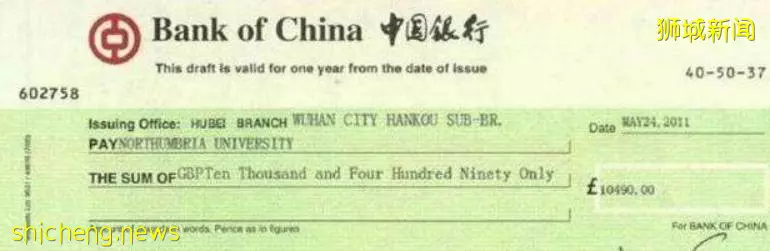 Bank of China 中国银行
狮城新闻
This draft is valid for one year from the date of issue
40-50-37
602758
Issuing Office: HUBEI BRANCH WUHAN CITY HANKOU SUB-BR.
Date MAY24, 2011
PAY NORTHUMBRIA UNIVERSITY
THE SUM OF GBPTen Thousand and Four Hundred Ninety Only
£10490.00
words. Pence as in figures
For BANK OF CHINA
shicheng.news